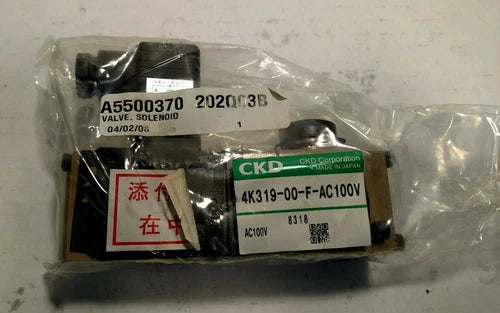 A5500370 202Q03B
VALVE. SOLENOID
04/02/08 1
CKD
CKD Corporation
MADE IN JAPAN
4K319-00-F-AC100V
8318
AC100V
添付
在中